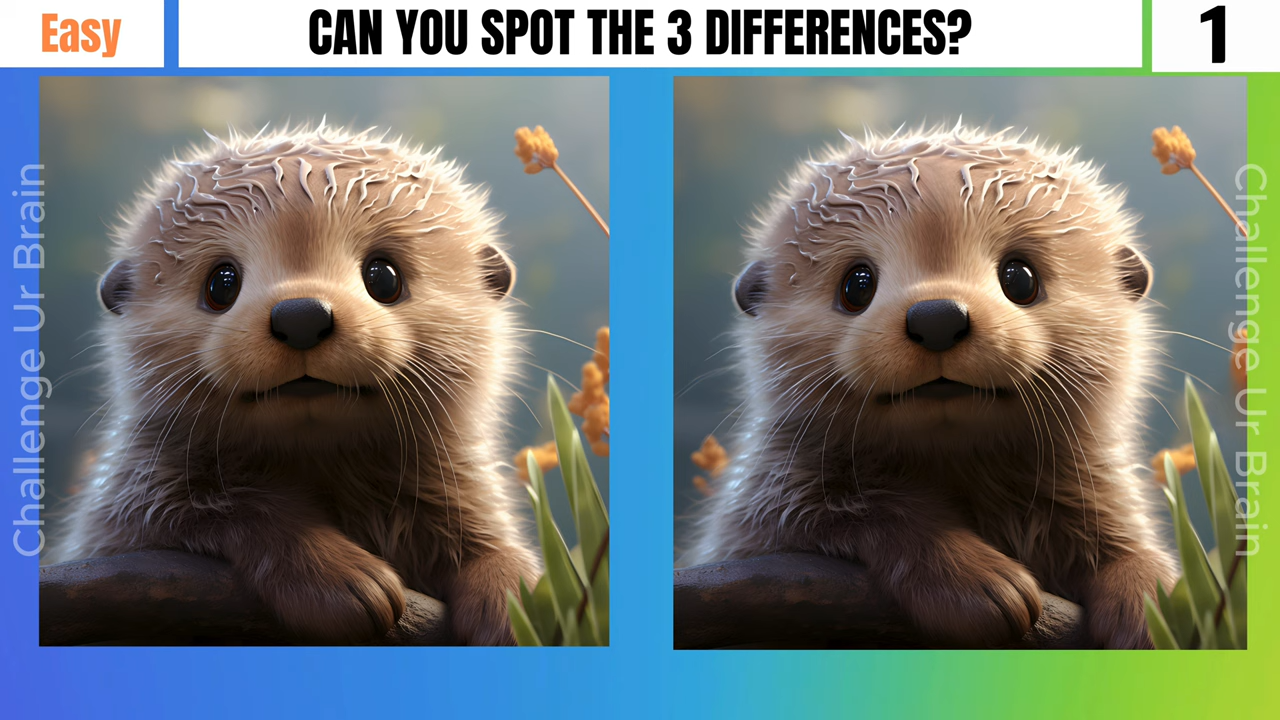 Easy
CAN YOU SPOT THE 3 DIFFERENCES?
1
Challenge Ur Brain
Challenge Ur Brain